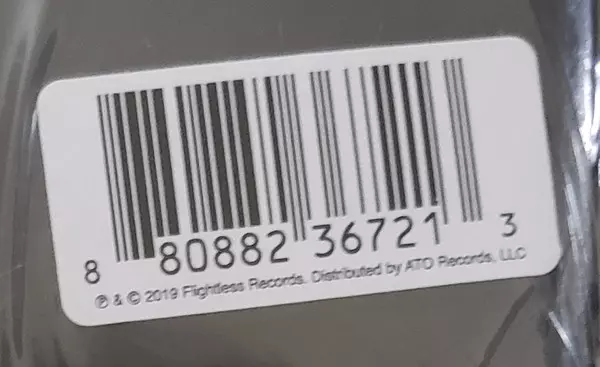 8 80882 36721 3
℗ & © 2019 Flightless Records. Distributed by ATO Records, LLC